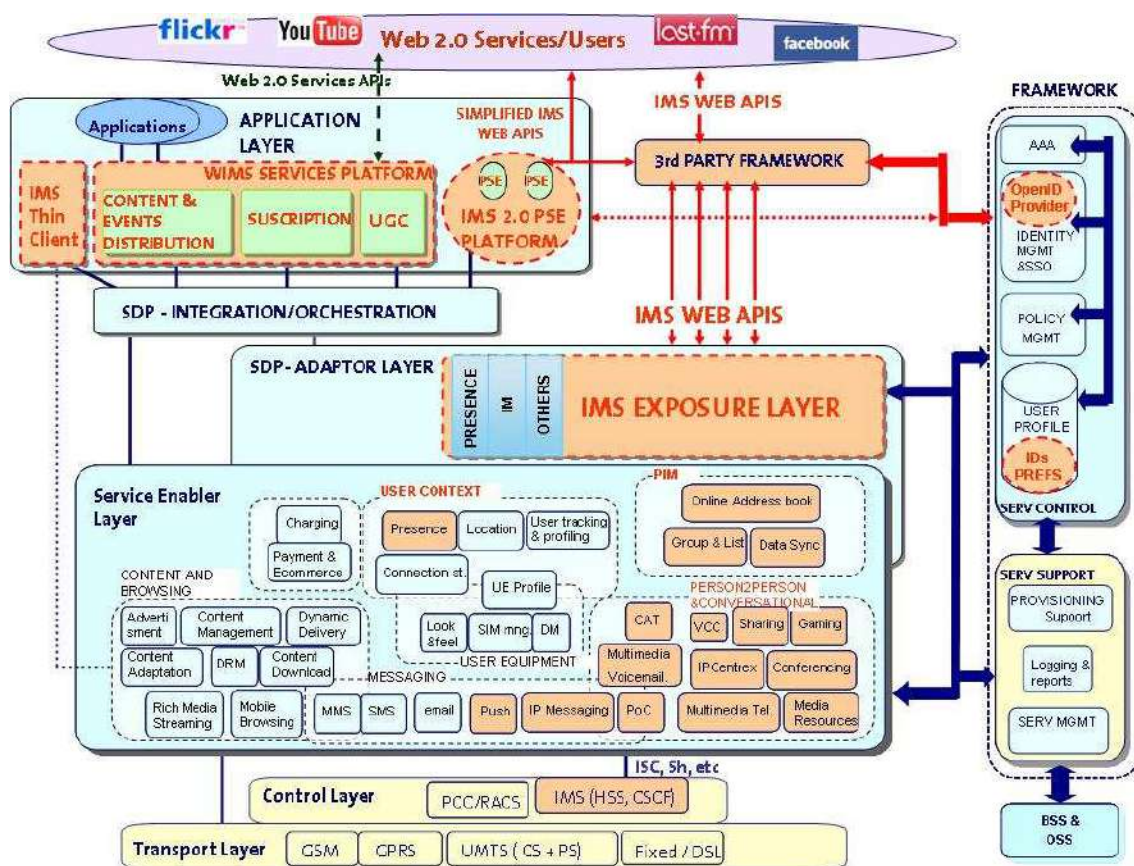 flickr
You Tube
Web 2.0 Services/Users
last.fm
facebook
Web 2.0 Services APIs
IMS WEB APIS
FRAMEWORK
Applications
APPLICATION
LAYER
SIMPLIFIED IMS
WEB APIS
3rd PARTY FRAMEWORK
AAA
IMS
Thin
Client
WIMS SERVICES PLATFORM
CONTENT &
EVENTS
DISTRIBUTION
SUSCRIPTION
UGC
PSE
PSE
IMS 2.0 PSE
PLATFORM
OpenID
Provider
IDENTITY
MGMT
&SSO
SDP - INTEGRATION/ORCHESTRATION
IMS WEB APIS
POLICY
MGMT
SDP- ADAPTOR LAYER
PRESENCE
IM
OTHERS
IMS EXPOSURE LAYER
USER
PROFILE
IDs
PREFS
SERV CONTROL
Service Enabler
Layer
Charging
Payment &
Ecommerce
USER CONTEXT
Presence
Location
User tracking
& profiling
Connection st.
UE Profile
Look
&feel
SIM mng.
DM
USER EQUIPMENT
PIM
Online Address book
Group & List
Data Sync
CONTENT AND
BROWSING
Adverti
sment
Content
Management
Dynamic
Delivery
Content
Adaptation
DRM
Content
Download
Rich Media
Streaming
Mobile
Browsing
MESSAGING
MMS
SMS
email
Push
IP Messaging
PoC
PERSON2PERSON
&CONVERSATIONAL
CAT
VCC
Sharing
Gaming
Multimedia
Voicemail.
IPCentrex
Conferencing
Multimedia Tel.
Media
Resources
SERV SUPPORT
PROVISIONING
Support
Logging &
reports
SERV MGMT
ISC, Sh, etc
Control Layer
PCC/RACS
IMS (HSS, CSCF)
Transport Layer
GSM
GPRS
UMTS ( CS + PS)
Fixed / DSL
BSS &
OSS